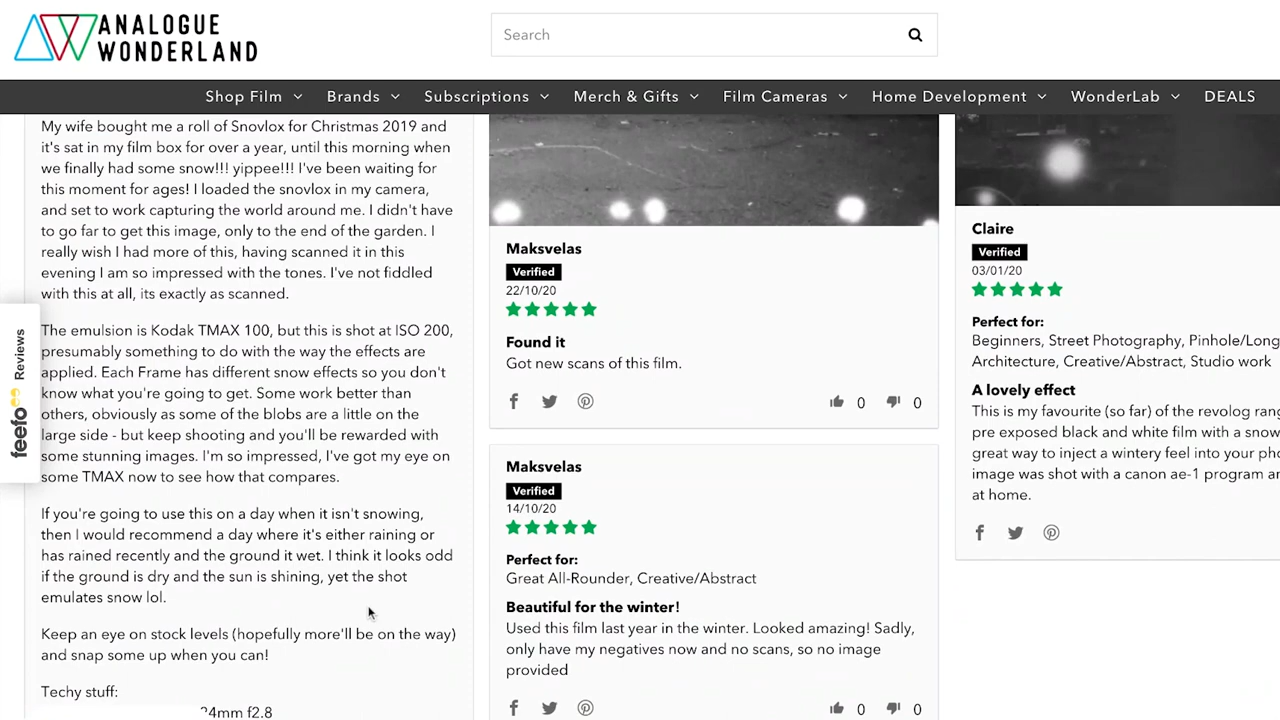 ANALOGUE
WONDERLAND
Search
Shop Film
Brands
Subscriptions
Merch & Gifts
Film Cameras
Home Development
WonderLab
DEALS
My wife bought me a roll of Snovlox for Christmas 2019 and
it's sat in my film box for over a year, until this morning when
we finally had some snow!!! yippee!!! I've been waiting for
this moment for ages! I loaded the snovlox in my camera,
and set to work capturing the world around me. I didn't have
to go far to get this image, only to the end of the garden. I
really wish I had more of this, having scanned it in this
evening I am so impressed with the tones. I've not fiddled
with this at all, its exactly as scanned.
The emulsion is Kodak TMAX 100, but this is shot at ISO 200,
presumably something to do with the way the effects are
applied. Each Frame has different snow effects so you don't
know what you're going to get. Some work better than
others, obviously as some of the blobs are a little on the
large side - but keep shooting and you'll be rewarded with
some stunning images. I'm so impressed, I've got my eye on
some TMAX now to see how that compares.
If you're going to use this on a day when it isn't snowing,
then I would recommend a day where it's either raining or
has rained recently and the ground it wet. I think it looks odd
if the ground is dry and the sun is shining, yet the shot
emulates snow lol.
Keep an eye on stock levels (hopefully more'll be on the way)
and snap some up when you can!
Techy stuff:
24mm f2.8
feefo Reviews
Maksvelas
Verified
22/10/20
Found it
Got new scans of this film.
0 0
Maksvelas
Verified
14/10/20
Perfect for:
Great All-Rounder, Creative/Abstract
Beautiful for the winter!
Used this film last year in the winter. Looked amazing! Sadly,
only have my negatives now and no scans, so no image
provided
0 0
Claire
Verified
03/01/20
Perfect for:
Beginners, Street Photography, Pinhole/Long
Architecture, Creative/Abstract, Studio work
A lovely effect
This is my favourite (so far) of the revolog
pre exposed black and white film with a snow
great way to inject a wintery feel into your
image was shot with a canon ae-1 program
at home.